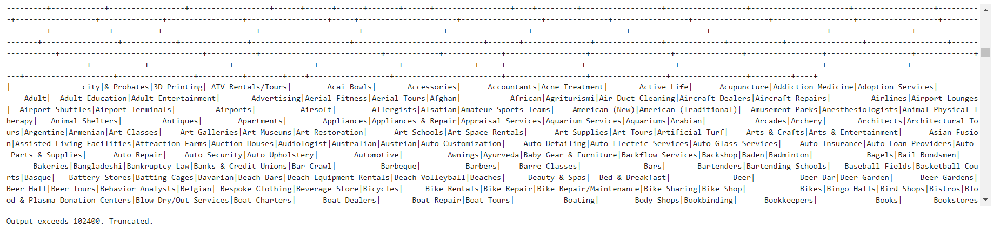 ---------+------------+-----------------+------------------+------+------+-------+------+------+-----------------+----+---------+------------------+------------------+----------------------+------------------+---------
-+------------------+--------------+-----------------+------------------+-----+----------------------+------------------+--------------+-----------------+-----------------+------------------+------------------+--------
---------+-------------+----------+---------------------+----------------------+------------------+------------------+--------------------+------------------+--------------------------+------------------+--------------
-------+-----------------+------------+---------------+----------------------+-----------------------------+-------+---------------+---------------+-------------+------------+-----------------+------------------+------
-----------+--------------------------------+-----------+---------------------------+------------+-------------+------------------+------------------+---------------+-----------------+-------------------+-------------+
------------------+------------+------------------+------------------+------------------+---------------------+-----+-----------------+-----------------+------------------+------------------+------------------+---------------
---+--------------------+-----------------+----------+--------+----+------------------+------------------------+------------------+-----------------+-----------------+---------+----+
| city|& Probates|3D Printing| ATV Rentals/Tours| Acai Bowls| Accessories| Accountants|Acne Treatment| Active Life| Acupuncture|Addiction Medicine|Adoption Services|
Adult| Adult Education|Adult Entertainment| Advertising|Aerial Fitness|Aerial Tours|Afghan| African|Agriturismi|Air Duct Cleaning|Aircraft Dealers|Aircraft Repairs| Airlines|Airport Lounges
| Airport Shuttles|Airport Terminals| Airports| Airsoft| Allergists|Alsatian|Amateur Sports Teams| American (New)|American (Traditional)| Amusement Parks|Anesthesiologists|Animal Physical T
herapy| Animal Shelters| Antiques| Apartments| Appliances|Appliances & Repair|Appraisal Services|Aquarium Services|Aquariums|Arabian| Arcades|Archery| Architects|Architectural To
urs|Argentine|Armenian|Art Classes| Art Galleries|Art Museums|Art Restoration| Art Schools|Art Space Rentals| Art Supplies|Art Tours|Artificial Turf| Arts & Crafts|Arts & Entertainment| Asian Fusio
n|Assisted Living Facilities|Attraction Farms|Auction Houses|Audiologist|Australian|Austrian|Auto Customization| Auto Detailing|Auto Electric Services|Auto Glass Services| Auto Insurance|Auto Loan Providers|Auto
Parts & Supplies| Auto Repair| Auto Security|Auto Upholstery| Automotive| Awnings|Ayurveda|Baby Gear & Furniture|Backflow Services|Backshop|Baden|Badminton| Bagels|Bail Bondsmen|
Bakeries|Bangladeshi|Bankruptcy Law|Banks & Credit Unions|Bar Crawl| Barbeque| Barbers| Barre Classes| Bars| Bartenders|Bartending Schools| Baseball Fields|Basketball Cou
rts|Basque| Battery Stores|Batting Cages|Bavarian|Beach Bars|Beach Equipment Rentals|Beach Volleyball|Beaches| Beauty & Spas| Bed & Breakfast| Beer| Beer Bar|Beer Garden| Beer Gardens|
Beer Hall|Beer Tours|Behavior Analysts|Belgian| Bespoke Clothing|Beverage Store|Bicycles| Bike Rentals|Bike Repair|Bike Repair/Maintenance|Bike Sharing|Bike Shop| Bikes|Bingo Halls|Bird Shops|Bistros|Blo
od & Plasma Donation Centers|Blow Dry/Out Services|Boat Charters| Boat Dealers| Boat Repair|Boat Tours| Boating| Body Shops|Bookbinding| Bookkeepers| Books| Bookstores
Output exceeds 102400. Truncated.